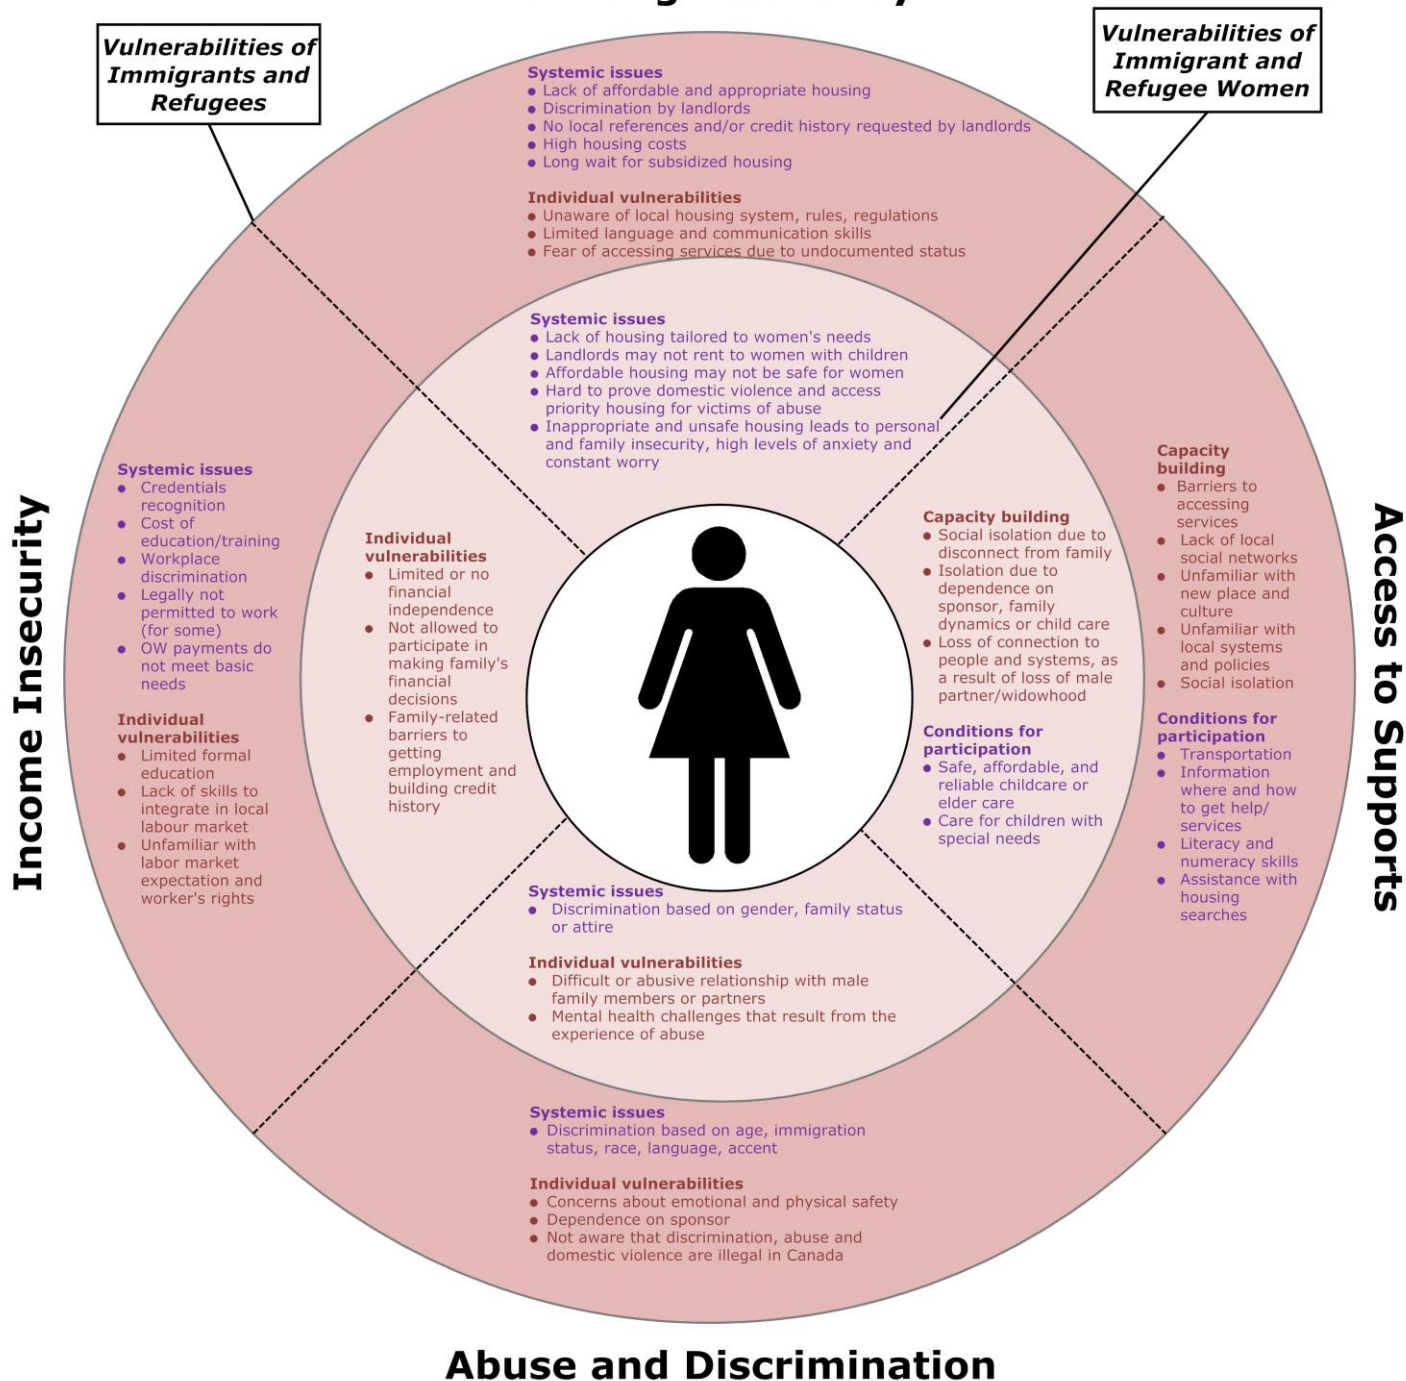 Vulnerabilities of
Immigrants and
Refugees
Vulnerabilities of
Immigrant and
Refugee Women
Systemic issues
● Lack of affordable and appropriate housing
● Discrimination by landlords
● No local references and/or credit history requested by landlords
● High housing costs
● Long wait for subsidized housing
Individual vulnerabilities
● Unaware of local housing system, rules, regulations
● Limited language and communication skills
● Fear of accessing services due to undocumented status
Systemic issues
● Lack of housing tailored to women's needs
● Landlords may not rent to women with children
● Affordable housing may not be safe for women
● Hard to prove domestic violence and access
priority housing for victims of abuse
● Inappropriate and unsafe housing leads to personal
and family insecurity, high levels of anxiety and
constant worry
Income Insecurity
Systemic issues
● Credentials
recognition
● Cost of
education/training
● Workplace
discrimination
● Legally not
permitted to work
(for some)
● OW payments do
not meet basic
needs
Individual
vulnerabilities
● Limited formal
education
● Lack of skills to
integrate in local
labour market
● Unfamiliar with
labor market
expectation and
worker's rights
Individual
vulnerabilities
● Limited or no
financial
independence
● Not allowed to
participate in
making family's
financial
decisions
● Family-related
barriers to
getting
employment and
building credit
history
Capacity building
● Social isolation due to
disconnect from family
● Isolation due to
dependence on
sponsor, family
dynamics or child care
● Loss of connection to
people and systems, as
a result of loss of male
partner/widowhood
Conditions for
participation
● Safe, affordable, and
reliable childcare or
elder care
● Care for children with
special needs
Capacity
building
● Barriers to
accessing
services
● Lack of local
social networks
● Unfamiliar with
new place and
culture
● Unfamiliar with
local systems
and policies
● Social isolation
Conditions for
participation
● Transportation
● Information
where and how
to get help/
services
● Literacy and
numeracy skills
● Assistance with
housing
searches
Access to Supports
Systemic issues
● Discrimination based on gender, family status
or attire
Individual vulnerabilities
● Difficult or abusive relationship with male
family members or partners
● Mental health challenges that result from the
experience of abuse
Systemic issues
● Discrimination based on age, immigration
status, race, language, accent
Individual vulnerabilities
● Concerns about emotional and physical safety
● Dependence on sponsor
● Not aware that discrimination, abuse and
domestic violence are illegal in Canada
Abuse and Discrimination